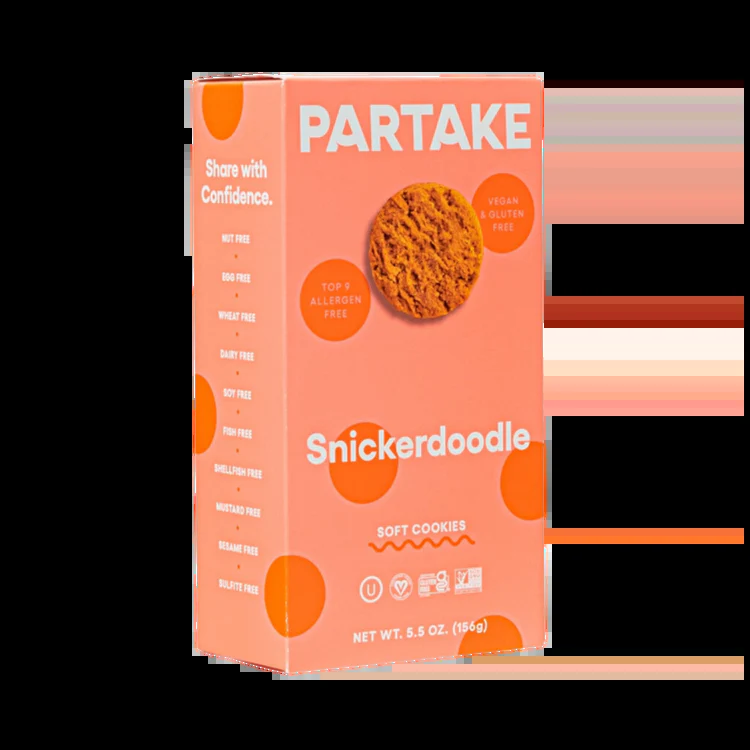 PARTAKE
VEGAN
& GLUTEN
FREE
TOP 9
ALLERGEN
FREE
Snickerdoodle
SOFT COOKIES
U
NET WT. 5.5 OZ. (156g)
Share with
Confidence.
NUT FREE
EGG FREE
WHEAT FREE
DAIRY FREE
SOY FREE
FISH FREE
SHELLFISH FREE
MUSTARD FREE
SESAME FREE
SULFITE FREE